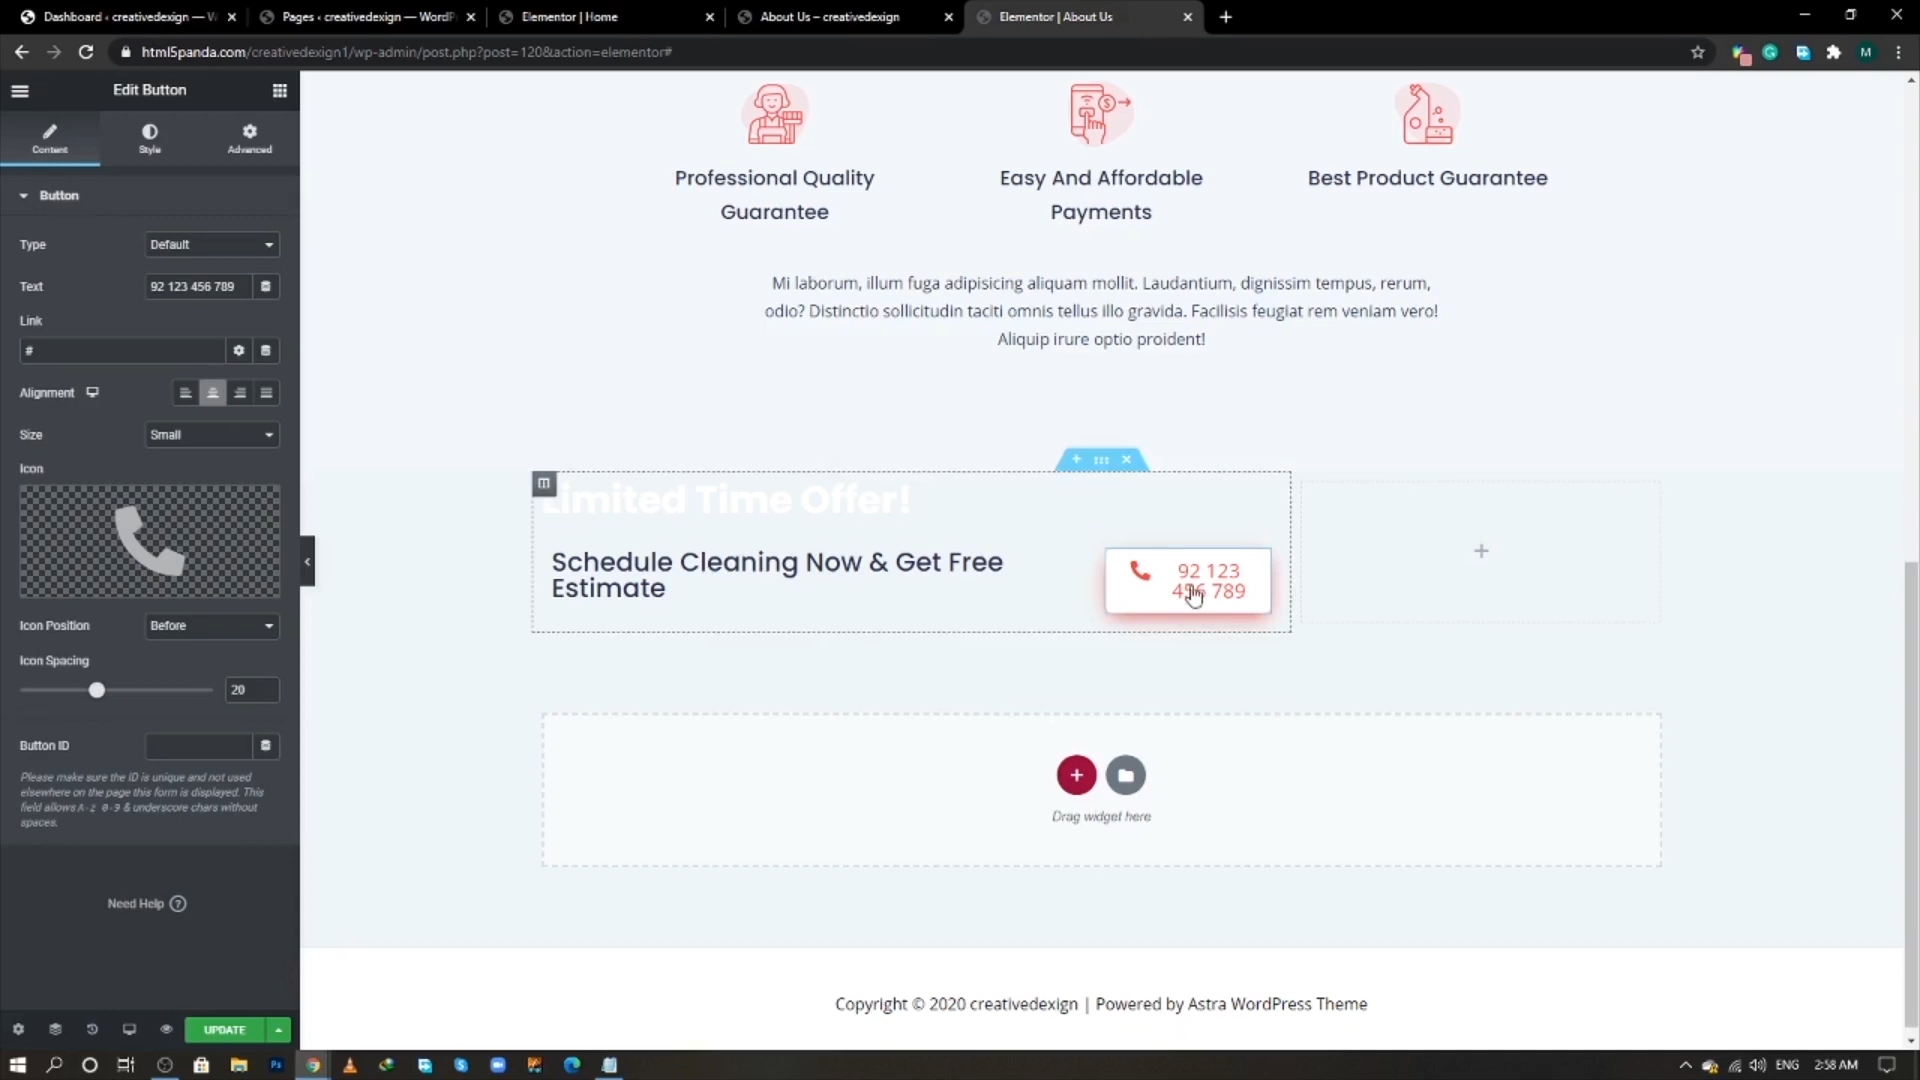 Dashboard ‹ creativedexign — W
Pages ‹ creativedexign — WordP
Elementor | Home
About Us – creativedexign
Elementor | About Us
html5panda.com/creativedexign1/wp-admin/post.php?post=120&action=elementor#
M
Edit Button
Content
Style
Advanced
Button
Type
Default
Text
92 123 456 789
Link
#
Alignment
Size
Small
Icon
Icon Position
Before
Icon Spacing
20
Button ID
Please make sure the ID is unique and not used
elsewhere on the page this form is displayed. This
field allows A-z 0-9 & underscore chars without
spaces.
Need Help ?
UPDATE
Professional Quality
Guarantee
Easy And Affordable
Payments
Best Product Guarantee
Mi laborum, illum fuga adipisicing aliquam mollit. Laudantium, dignissim tempus, rerum,
odio? Distinctio sollicitudin taciti omnis tellus illo gravida. Facilisis feugiat rem veniam vero!
Aliquip irure optio proident!
Limited Time Offer!
Schedule Cleaning Now & Get Free
Estimate
92 123
456 789
Drag widget here
Copyright © 2020 creativedexign | Powered by Astra WordPress Theme
Ps
ENG
2:58 AM